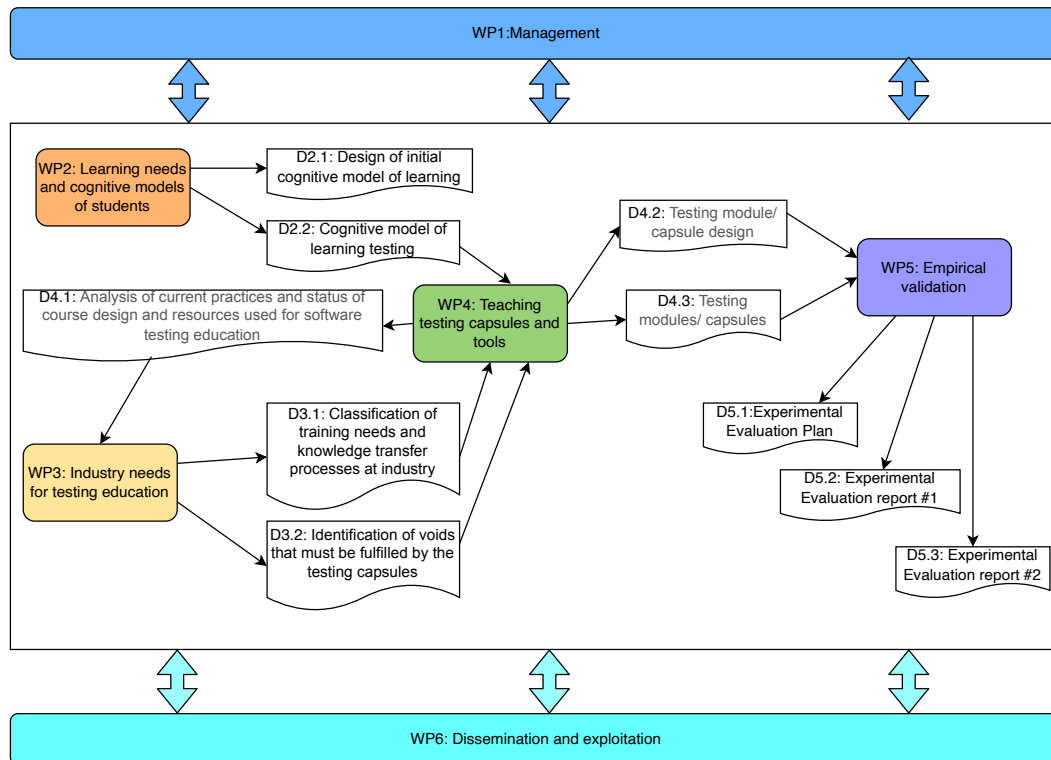 WP1:Management
WP2: Learning needs
and cognitive models
of students
D2.1: Design of initial
cognitive model of learning
D2.2: Cognitive model of
learning testing
D4.1: Analysis of current practices and status of
course design and resources used for software
testing education
WP4: Teaching
testing capsules and
tools
D4.2: Testing module/
capsule design
D4.3: Testing
modules/ capsules
WP5: Empirical
validation
WP3: Industry needs
for testing education
D3.1: Classification of
training needs and
knowledge transfer
processes at industry
D3.2: Identification of voids
that must be fulfilled by the
testing capsules
D5.1:Experimental
Evaluation Plan
D5.2: Experimental
Evaluation report #1
D5.3: Experimental
Evaluation report #2
WP6: Dissemination and exploitation